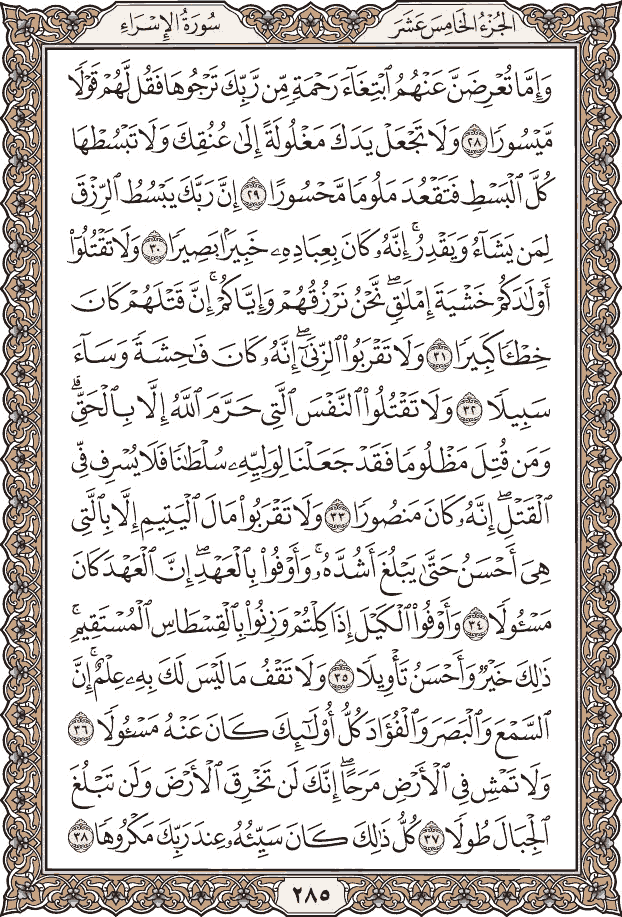 الجُزْءُ الخَامِسَ عَشَرَ
سُورَةُ الإِسْرَاءِ
وَإِمَّا تُعْرِضَنَّ عَنْهُمُ ٱبْتِغَآءَ رَحْمَةٍ مِّن رَّبِّكَ تَرْجُوهَا فَقُل لَّهُمْ قَوْلًا
مَّيْسُورًا ٢٨ وَلَا تَجْعَلْ يَدَكَ مَغْلُولَةً إِلَىٰ عُنُقِكَ وَلَا تَبْسُطْهَا
كُلَّ ٱلْبَسْطِ فَتَقْعُدَ مَلُومًا مَّحْسُورًا ٢٩ إِنَّ رَبَّكَ يَبْسُطُ ٱلرِّزْقَ
لِمَن يَشَآءُ وَيَقْدِرُ ۚ إِنَّهُۥ كَانَ بِعِبَادِهِۦ خَبِيرًۢا بَصِيرًا ٣٠ وَلَا تَقْتُلُوٓا۟
أَوْلَـٰدَكُمْ خَشْيَةَ إِمْلَـٰقٍ ۖ نَّحْنُ نَرْزُقُهُمْ وَإِيَّاكُمْ ۚ إِنَّ قَتْلَهُمْ كَانَ
خِطْـًٔا كَبِيرًا ٣١ وَلَا تَقْرَبُوا۟ ٱلزِّنَىٰٓ ۖ إِنَّهُۥ كَانَ فَـٰحِشَةً وَسَآءَ
سَبِيلًا ٣٢ وَلَا تَقْتُلُوا۟ ٱلنَّفْسَ ٱلَّتِى حَرَّمَ ٱللَّهُ إِلَّا بِٱلْحَقِّ ۗ
وَمَن قُتِلَ مَظْلُومًا فَقَدْ جَعَلْنَا لِوَلِيِّهِۦ سُلْطَـٰنًا فَلَا يُسْرِف فِّى
ٱلْقَتْلِ ۖ إِنَّهُۥ كَانَ مَنصُورًا ٣٣ وَلَا تَقْرَبُوا۟ مَالَ ٱلْيَتِيمِ إِلَّا بِٱلَّتِى
هِىَ أَحْسَنُ حَتَّىٰ يَبْلُغَ أَشُدَّهُۥ ۚ وَأَوْفُوا۟ بِٱلْعَهْدِ ۖ إِنَّ ٱلْعَهْدَ كَانَ
مَسْـُٔولًا ٣٤ وَأَوْفُوا۟ ٱلْكَيْلَ إِذَا كِلْتُمْ وَزِنُوا۟ بِٱلْقِسْطَاسِ ٱلْمُسْتَقِيمِ ۚ
ذَٰلِكَ خَيْرٌ وَأَحْسَنُ تَأْوِيلًا ٣٥ وَلَا تَقْفُ مَا لَيْسَ لَكَ بِهِۦ عِلْمٌ ۚ إِنَّ
ٱلسَّمْعَ وَٱلْبَصَرَ وَٱلْفُؤَادَ كُلُّ أُو۟لَـٰٓئِكَ كَانَ عَنْهُ مَسْـُٔولًا ٣٦
وَلَا تَمْشِ فِى ٱلْأَرْضِ مَرَحًا ۖ إِنَّكَ لَن تَخْرِقَ ٱلْأَرْضَ وَلَن تَبْلُغَ
ٱلْجِبَالَ طُولًا ٣٧ كُلُّ ذَٰلِكَ كَانَ سَيِّئُهُۥ عِندَ رَبِّكَ مَكْرُوهًا ٣٨
٢٨٥